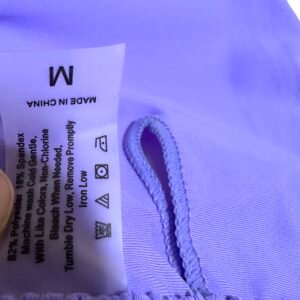 M
MADE IN CHINA
82% Polyester 18% Spandex
Machine wash Cold Gentle,
With Like Colors, Non-Chlorine
Bleach When Needed,
Tumble Dry Low, Remove Promptly
Iron Low